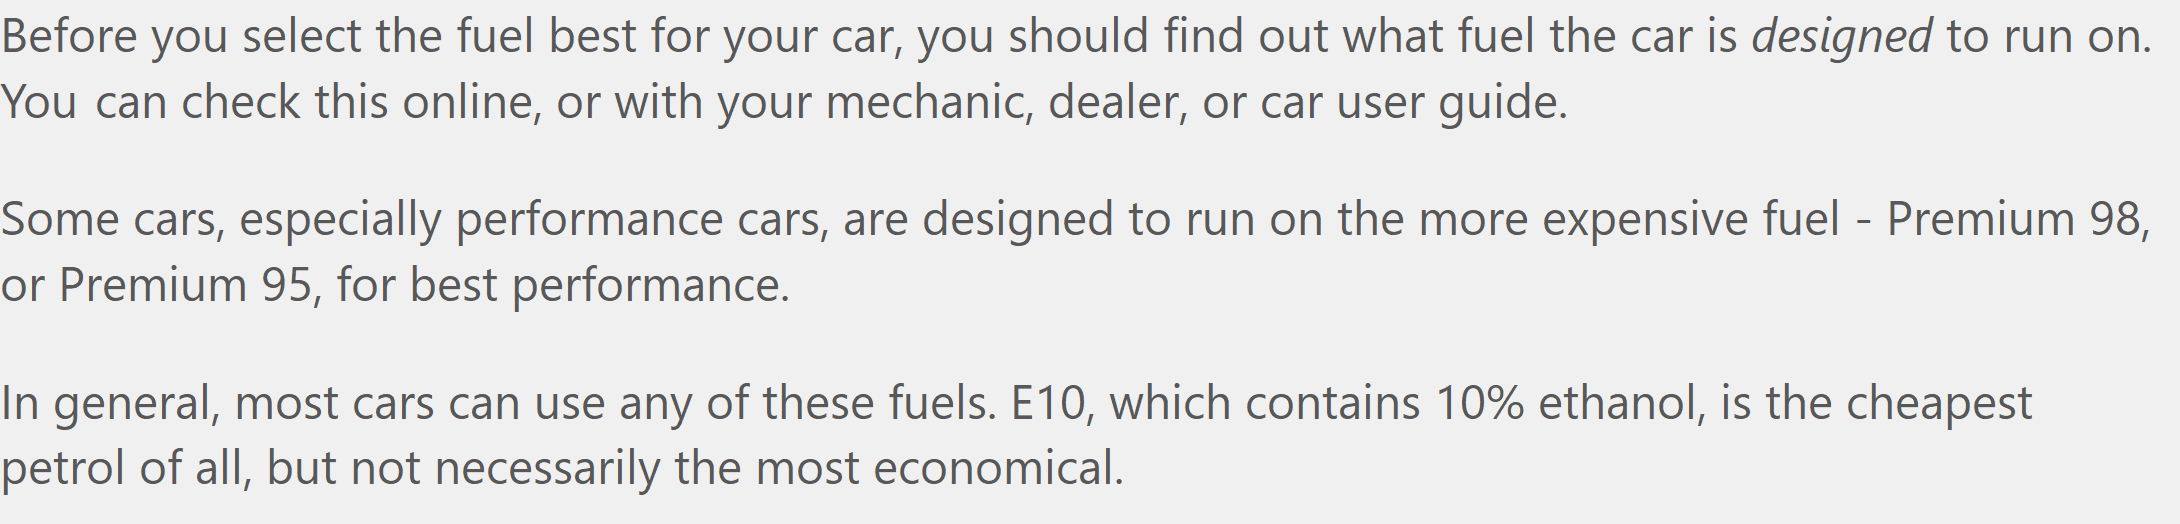 Before you select the fuel best for your car, you should find out what fuel the car is designed to run on.
You can check this online, or with your mechanic, dealer, or car user guide.
Some cars, especially performance cars, are designed to run on the more expensive fuel - Premium 98,
or Premium 95, for best performance.
In general, most cars can use any of these fuels. E10, which contains 10% ethanol, is the cheapest
petrol of all, but not necessarily the most economical.